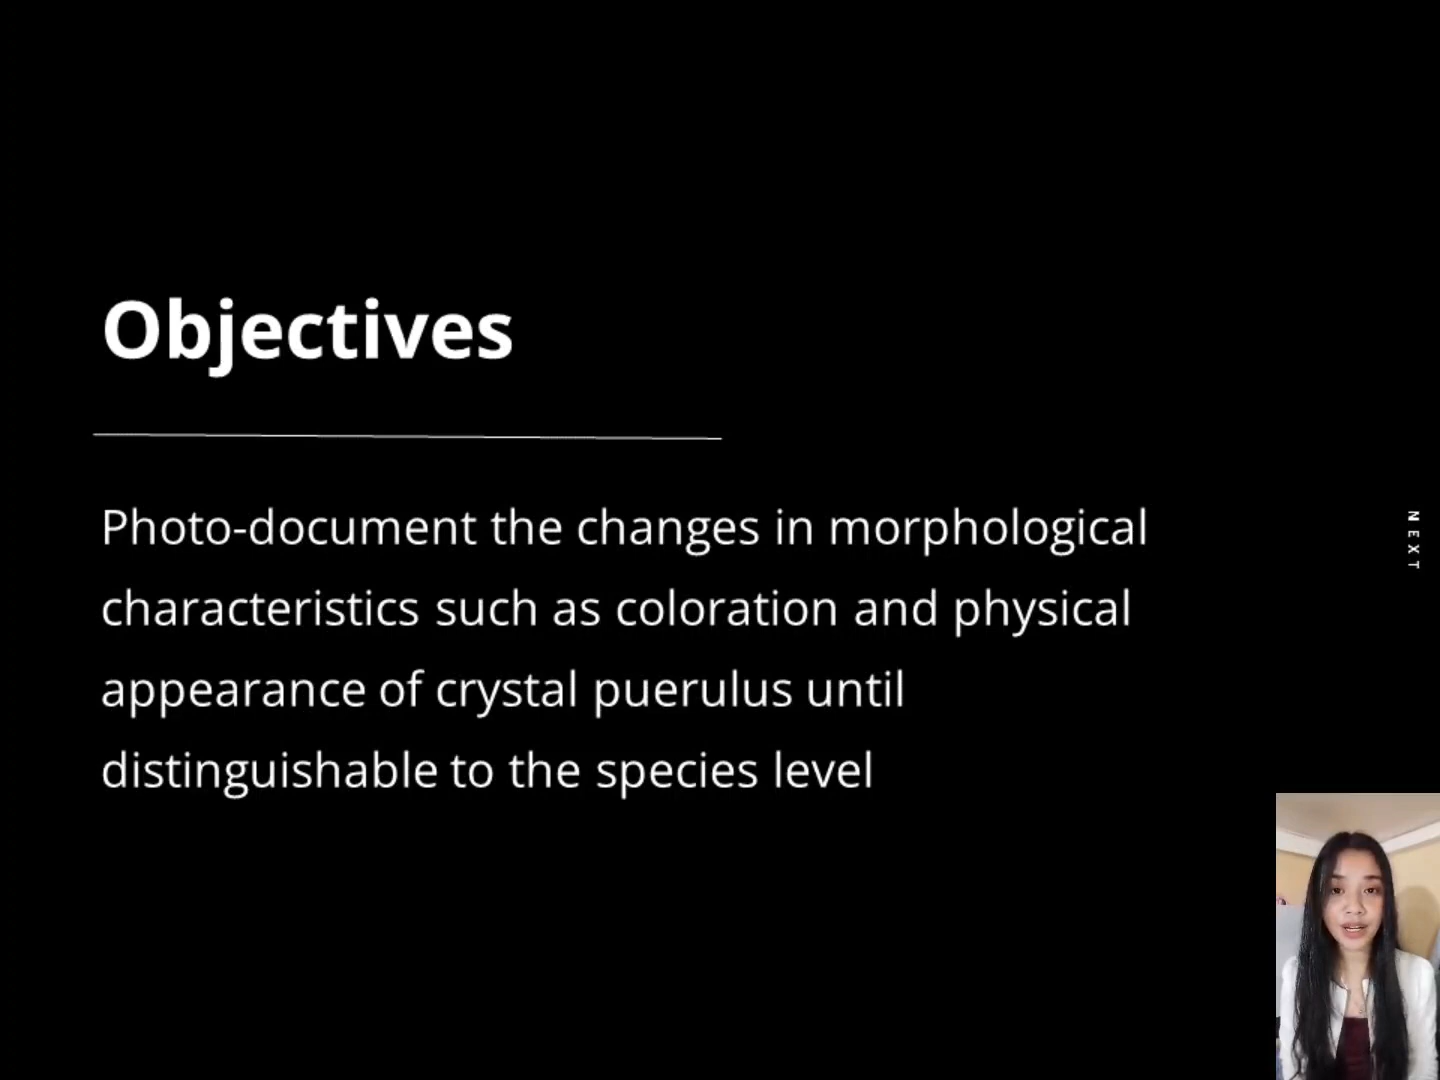 Objectives
Photo-document the changes in morphological
characteristics such as coloration and physical
appearance of crystal puerulus until
distinguishable to the species level
NEXT